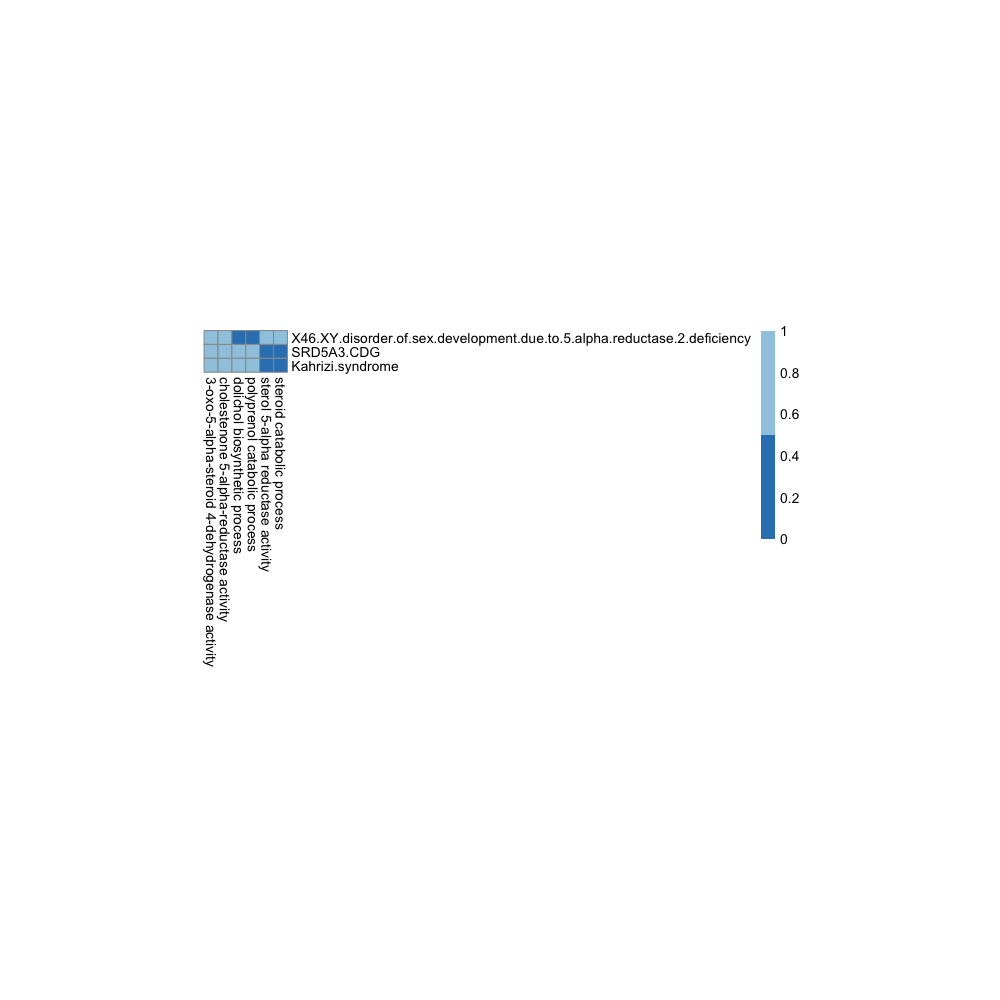 X46.XY.disorder.of.sex.development.due.to.5.alpha.reductase.2.deficiency
SRD5A3.CDG
Kahrizi.syndrome
3-oxo-5-alpha-steroid 4-dehydrogenase activity
cholestenone 5-alpha-reductase activity
dolichol biosynthetic process
polyprenol catabolic process
sterol 5-alpha reductase activity
steroid catabolic process
1
0.8
0.6
0.4
0.2
0